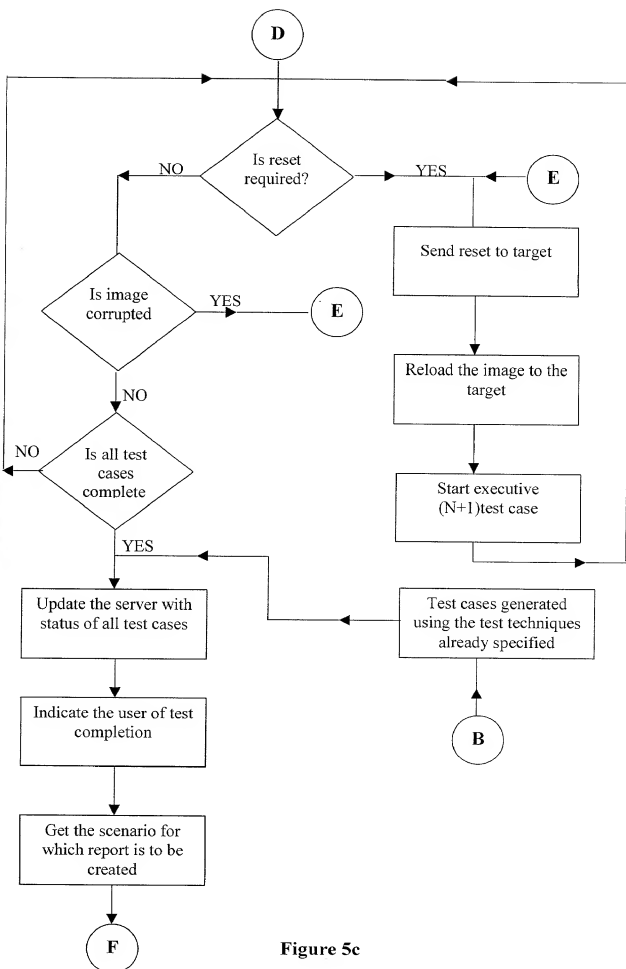 D
Is reset
required?
NO
YES
E
Send reset to target
Is image
corrupted
YES
E
Reload the image to the
target
NO
NO
Is all test
cases
complete
Start executive
(N+1)test case
YES
Update the server with
status of all test cases
Test cases generated
using the test techniques
already specified
Indicate the user of test
completion
B
Get the scenario for
which report is to be
created
F
Figure 5c